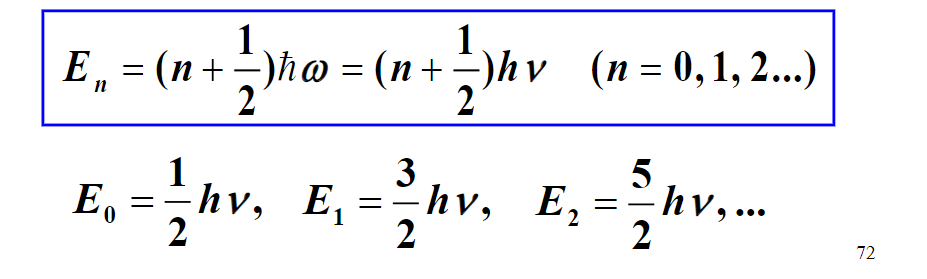 E_n = (n + 1/2)ħω = (n + 1/2)hν (n = 0, 1, 2...)
E_0 = 1/2 hν, E_1 = 3/2 hν, E_2 = 5/2 hν, ...
72